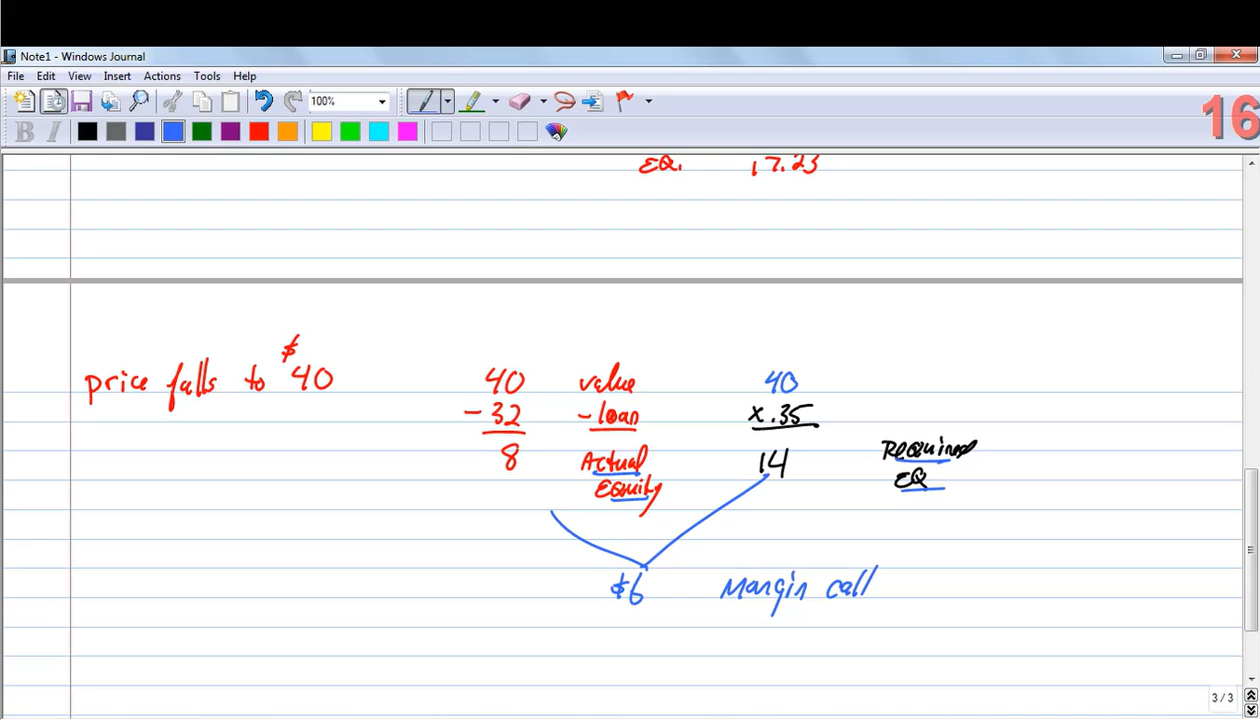 Note1 - Windows Journal
File Edit View Insert Actions Tools Help
100%
B I
16
EQ. 17.23
price falls to $40
40 value 40
- 32 - loan x .35
8 Actual 14 Required
Equity EQ
$6 Margin call
3 / 3